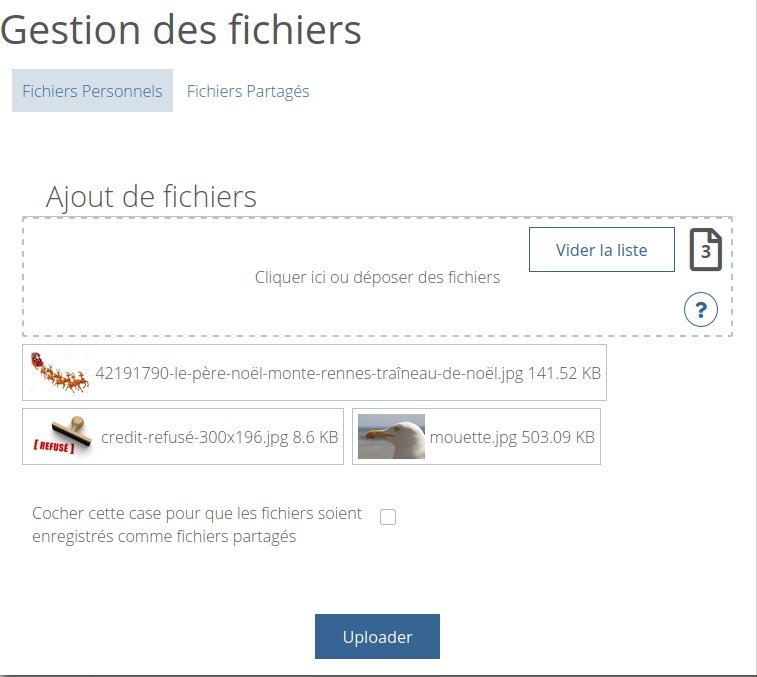 Gestion des fichiers
Fichiers Personnels Fichiers Partagés
Ajout de fichiers
Vider la liste
3
Cliquer ici ou déposer des fichiers
?
42191790-le-père-noël-monte-rennes-traîneau-de-noël.jpg 141.52 KB
[ REFUSÉ ]
credit-refusé-300x196.jpg 8.6 KB
mouette.jpg 503.09 KB
Cocher cette case pour que les fichiers soient
enregistrés comme fichiers partagés
Uploader